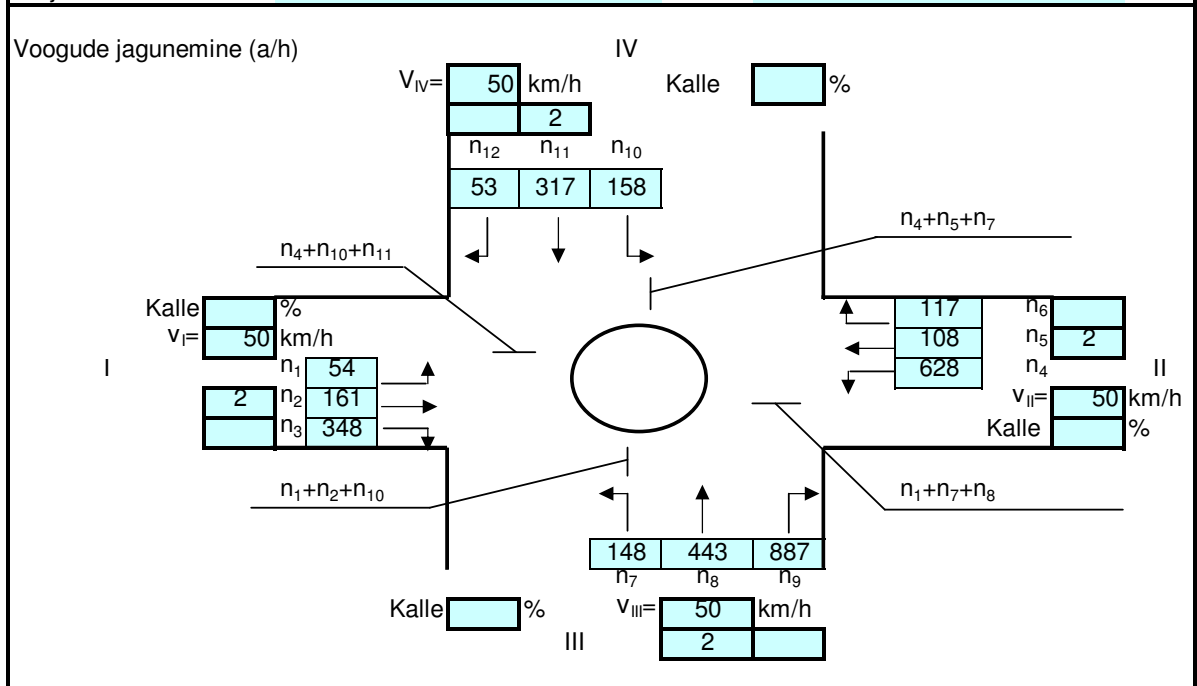 Voogude jagunemine (a/h)
IV
V_IV= 50 km/h
Kalle %
2
n12 n11 n10
53 317 158
n4+n5+n7
n4+n10+n11
Kalle %
vI= 50 km/h
I
n1 54
2 n2 161
n3 348
117 n6
108 n5 2
628 n4
II
vII= 50 km/h
Kalle %
n1+n2+n10
n1+n7+n8
148 443 887
n7 n8 n9
Kalle %
vIII= 50 km/h
2
III